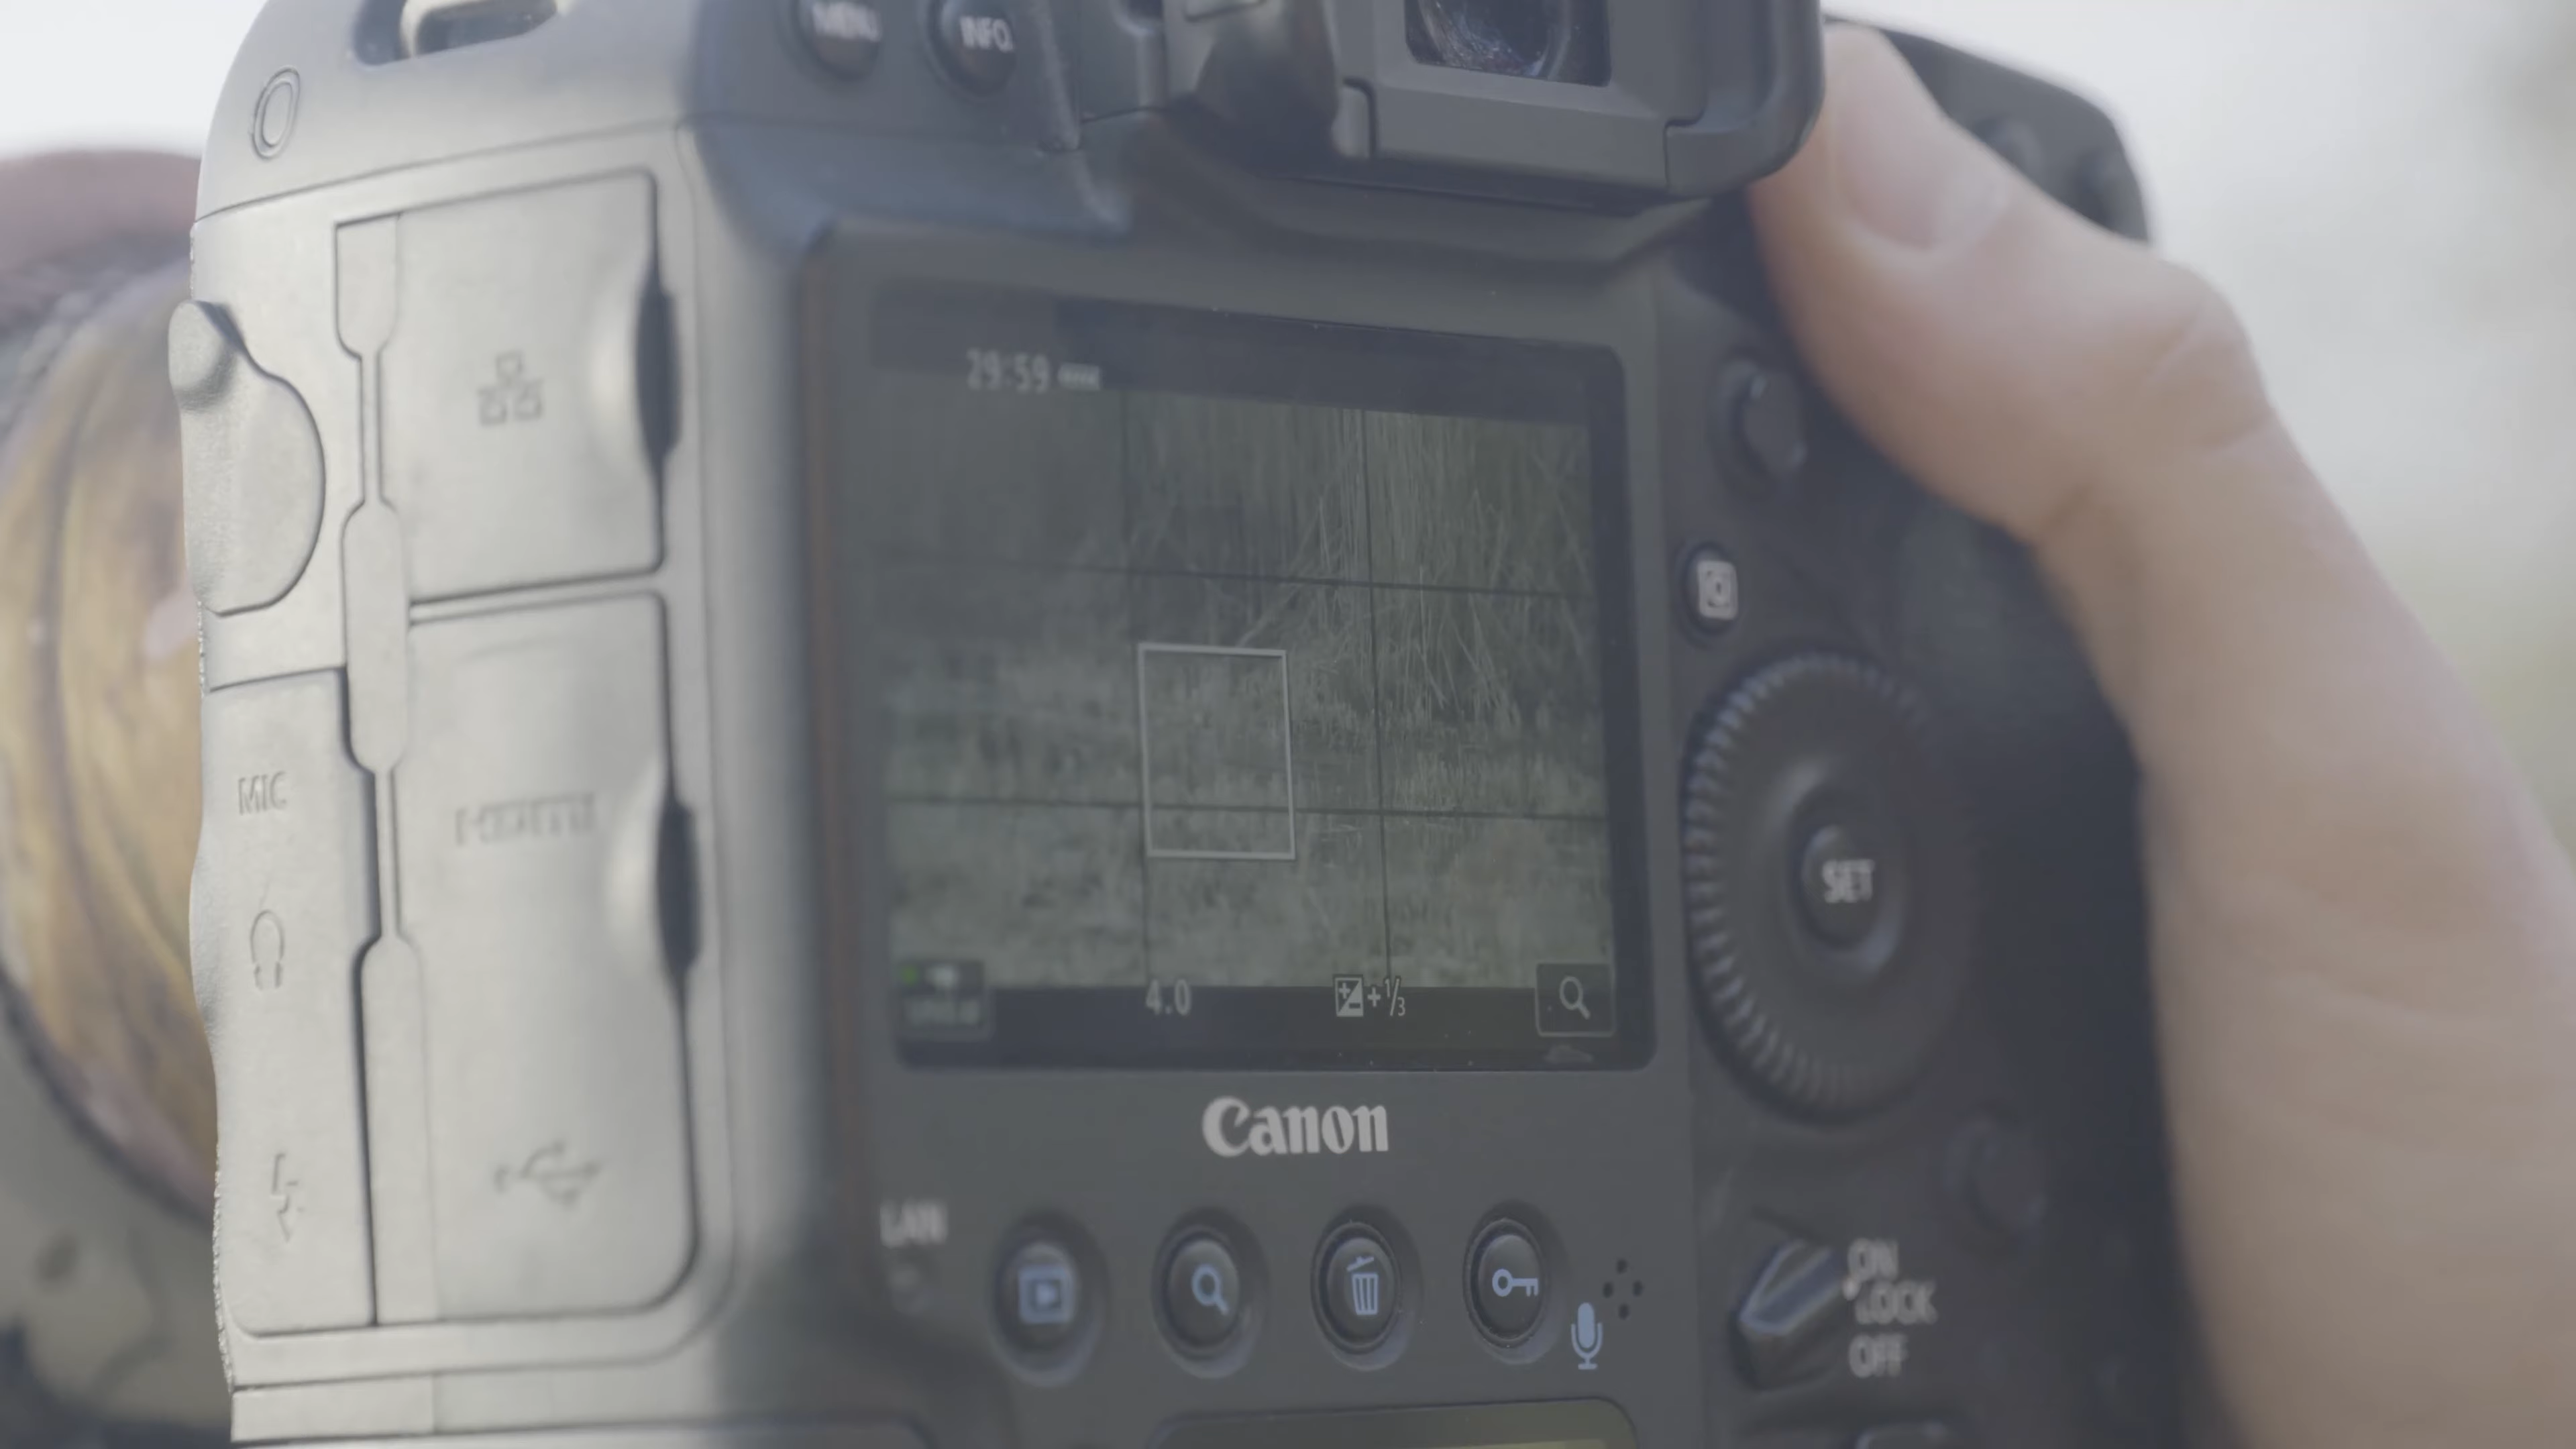 MENU
INFO.
29:59
MIC
HDMI
SET
4.0
+1/3
Canon
LAN
ON
LOCK
OFF